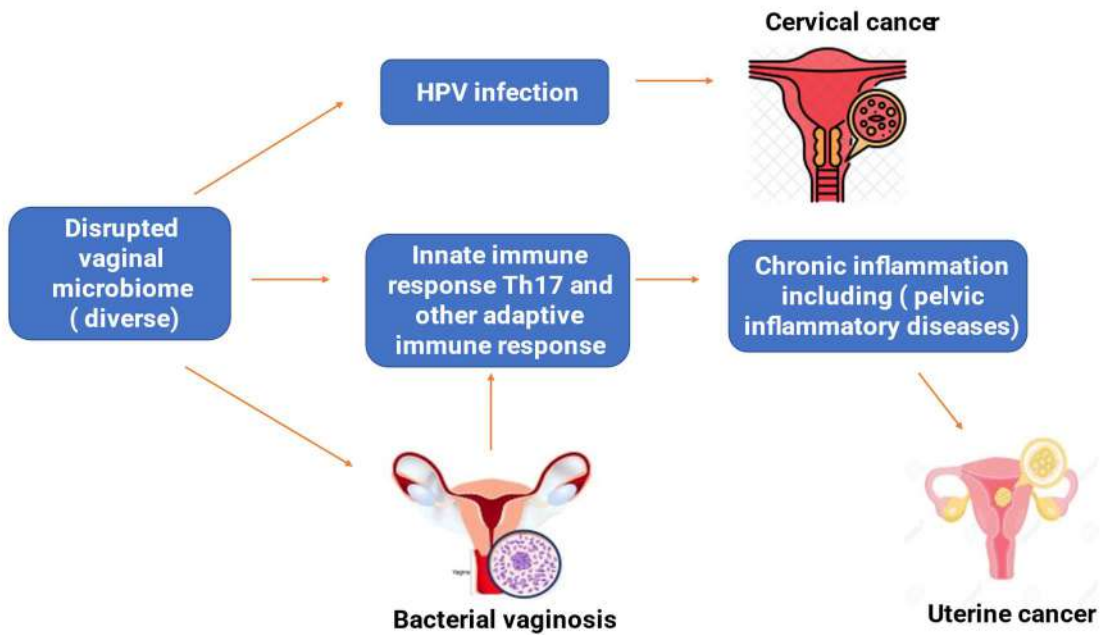 Cervical cancer
HPV infection
Disrupted
vaginal
microbiome
( diverse)
Innate immune
response Th17 and
other adaptive
immune response
Chronic inflammation
including ( pelvic
inflammatory diseases)
Vagina
Bacterial vaginosis
Uterine cancer